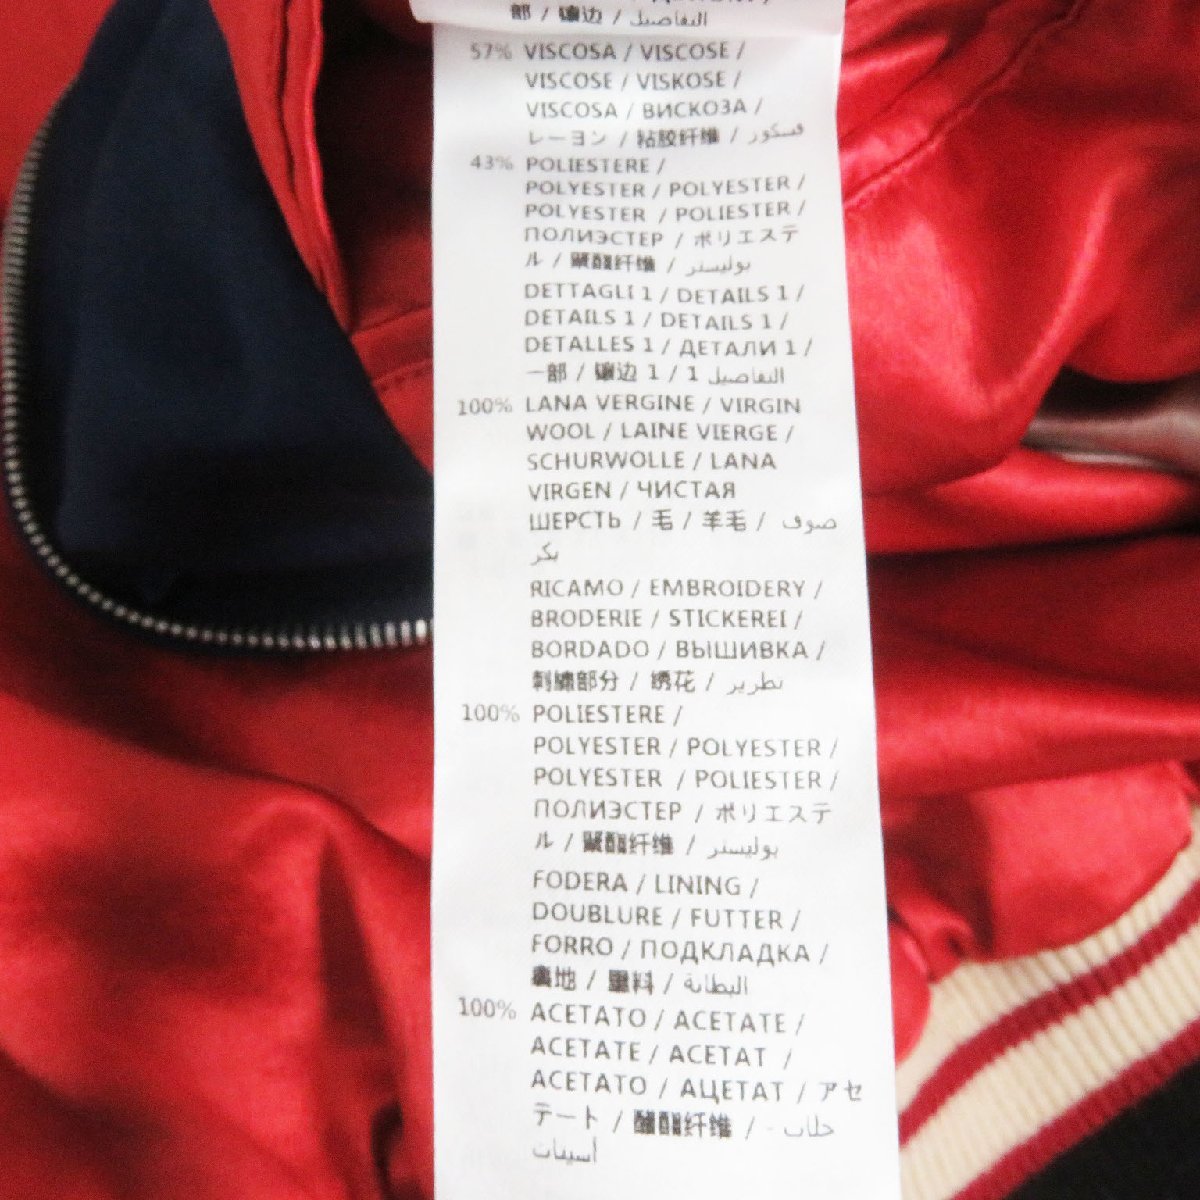 部 / 镶边 / التفاصيل
57% VISCOSA / VISCOSE /
VISCOSE / VISKOSE /
VISCOSA / ВИСКОЗА /
レーヨン / 粘胶纤维 / فسكوز
43% POLIESTERE /
POLYESTER / POLYESTER /
POLYESTER / POLIESTER /
ПОЛИЭСТЕР / ポリエステ
ル / 聚酯纤维 / بوليستر
DETTAGLI 1 / DETAILS 1 /
DETAILS 1 / DETAILS 1 /
DETALLES 1 / ДЕТАЛИ 1 /
一部 / 镶边 1 / 1 التفاصيل
100% LANA VERGINE / VIRGIN
WOOL / LAINE VIERGE /
SCHURWOLLE / LANA
VIRGEN / ЧИСТАЯ
ШЕРСТЬ / 毛 / 羊毛 / صوف
بكر
RICAMO / EMBROIDERY /
BRODERIE / STICKEREI /
BORDADO / ВЫШИВКА /
刺繍部分 / 绣花 / تطريز
100% POLIESTERE /
POLYESTER / POLYESTER /
POLYESTER / POLIESTER /
ПОЛИЭСТЕР / ポリエステ
ル / 聚酯纤维 / بوليستر
FODERA / LINING /
DOUBLURE / FUTTER /
FORRO / ПОДКЛАДКА /
裏地 / 里料 / البطانة
100% ACETATO / ACETATE /
ACETATE / ACETAT /
ACETATO / АЦЕТАТ / アセ
テート / 醋酯纤维 / - خلات
أسيتات